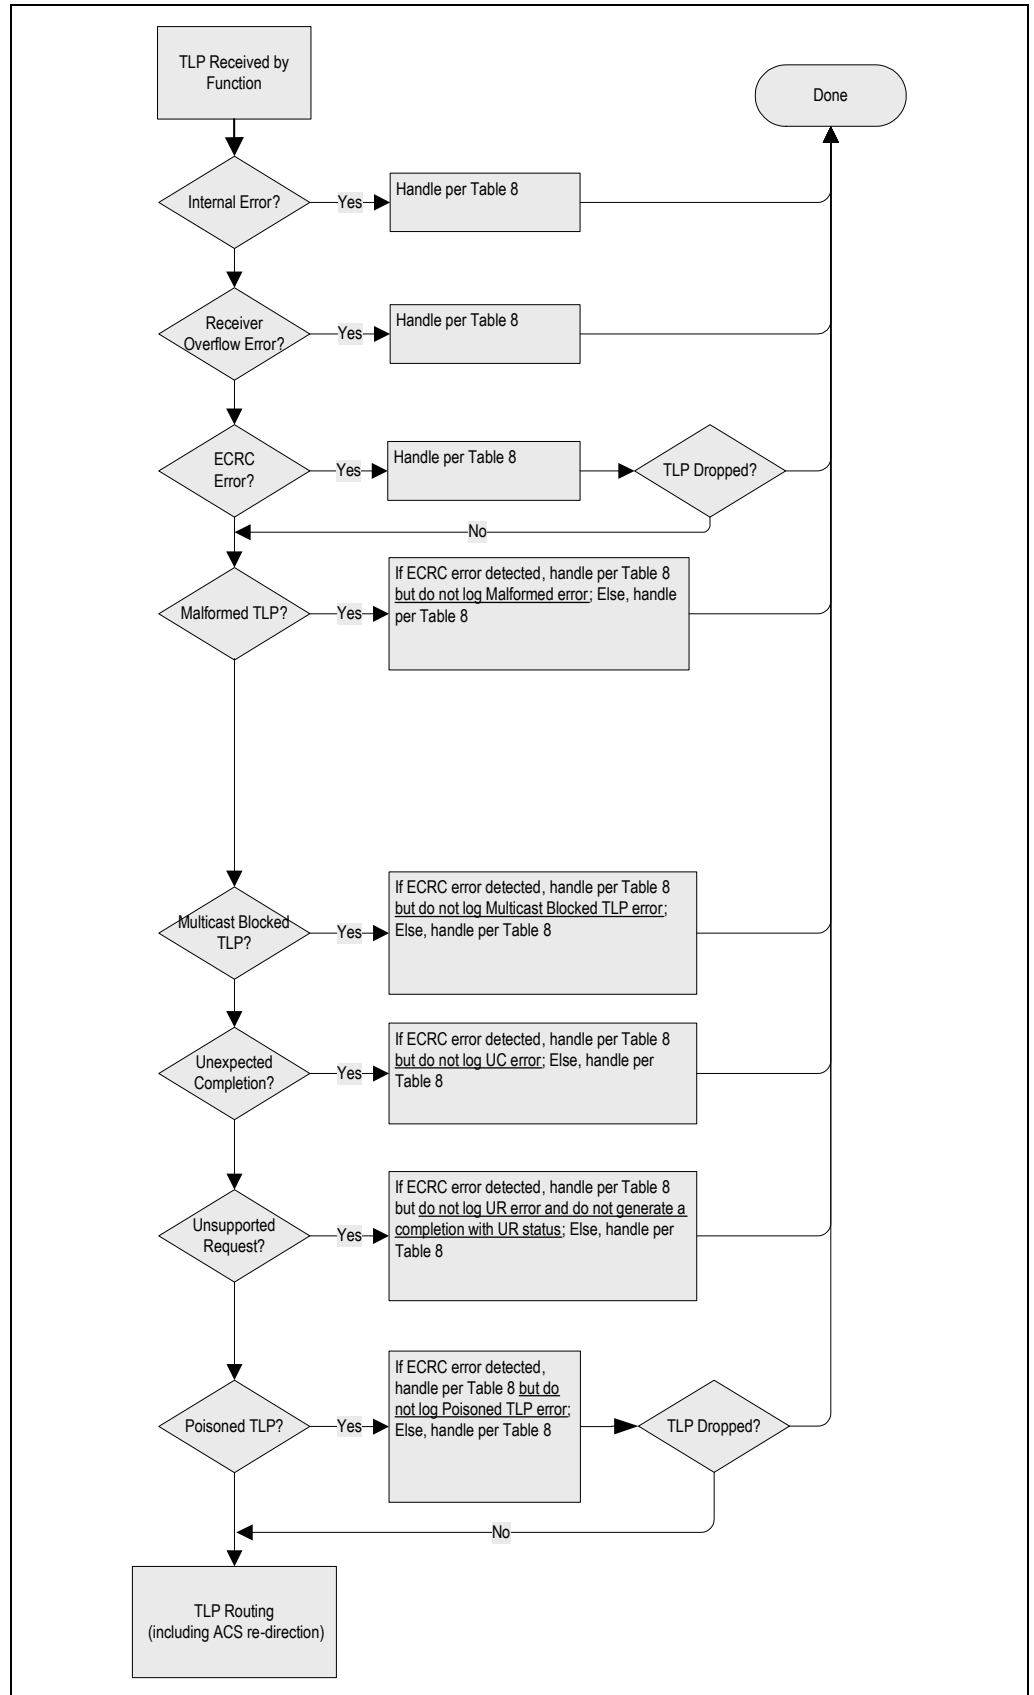 TLP Received by
Function
Done
Internal Error?
Yes
Handle per Table 8
Receiver
Overflow Error?
Yes
Handle per Table 8
ECRC
Error?
Yes
Handle per Table 8
TLP Dropped?
No
Malformed TLP?
Yes
If ECRC error detected, handle per Table 8
but do not log Malformed error; Else, handle
per Table 8
Multicast Blocked
TLP?
Yes
If ECRC error detected, handle per Table 8
but do not log Multicast Blocked TLP error;
Else, handle per Table 8
Unexpected
Completion?
Yes
If ECRC error detected, handle per Table 8
but do not log UC error; Else, handle per
Table 8
Unsupported
Request?
Yes
If ECRC error detected, handle per Table 8
but do not log UR error and do not generate a
completion with UR status; Else, handle per
Table 8
Poisoned TLP?
Yes
If ECRC error detected,
handle per Table 8 but do
not log Poisoned TLP error;
Else, handle per Table 8
TLP Dropped?
No
TLP Routing
(including ACS re-direction)